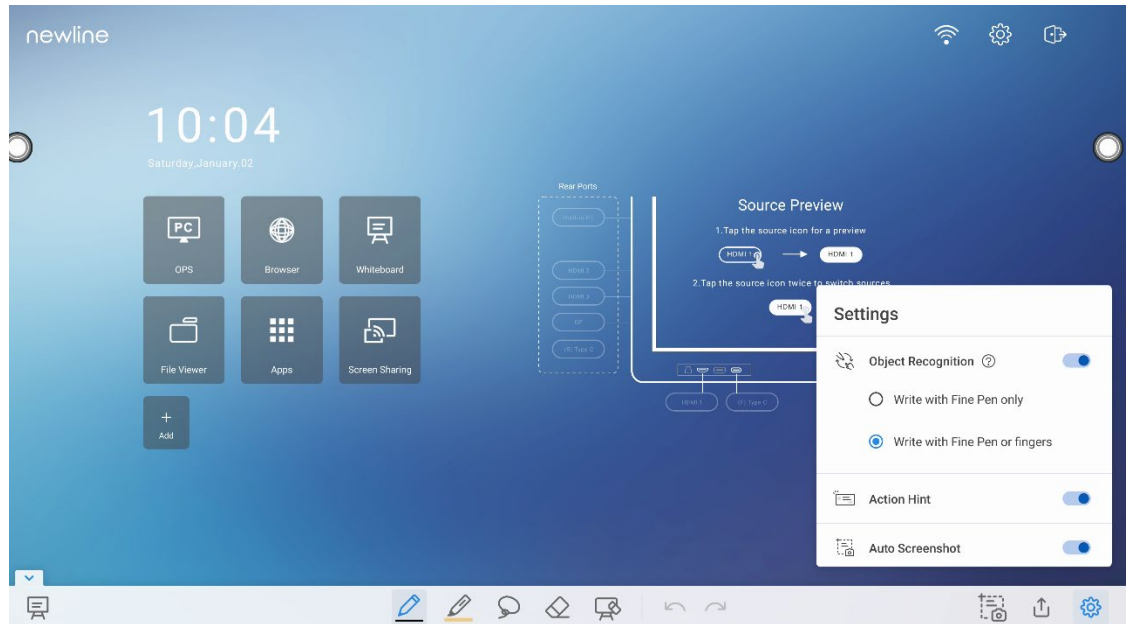 newline
10:04
Saturday,January.02
PC
OPS
Browser
Whiteboard
File Viewer
Apps
Screen Sharing
+
Add
Rear Ports
HDMI 2
(R) Type C
HDMI 1
(F) Type C
Source Preview
1.Tap the source icon for a preview
HDMI 1
HDMI 1
2.Tap the source icon twice to switch sources
HDMI 1
Settings
Object Recognition ?
Write with Fine Pen only
Write with Fine Pen or fingers
Action Hint
Auto Screenshot